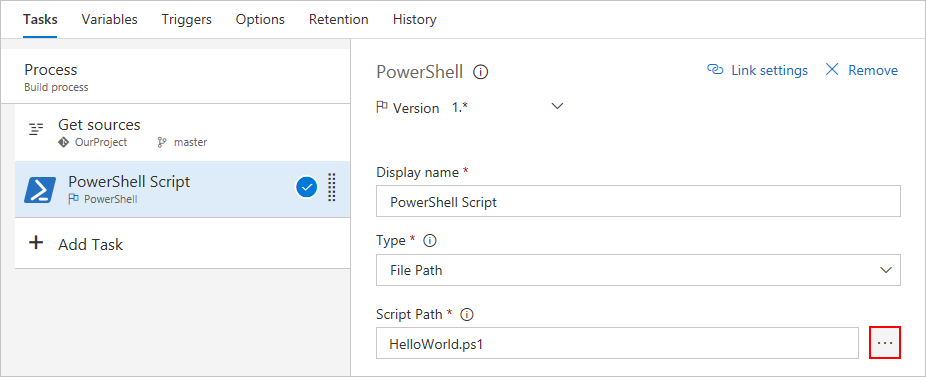 Tasks Variables Triggers Options Retention History
Process
Build process
Get sources
OurProject master
PowerShell Script
PowerShell
+ Add Task
PowerShell
Link settings Remove
Version 1.*
Display name *
PowerShell Script
Type *
File Path
Script Path *
HelloWorld.ps1
...